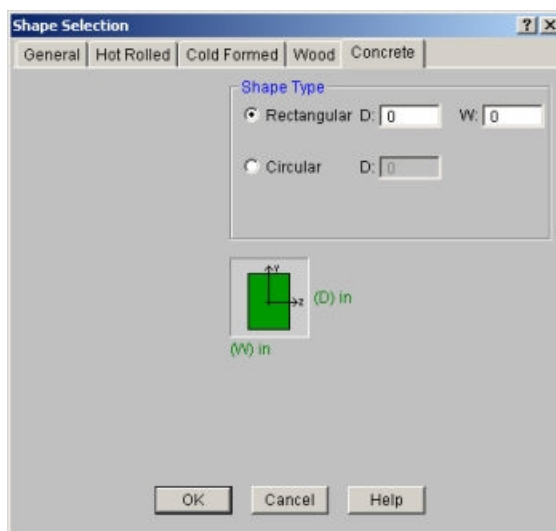 Shape Selection
General Hot Rolled Cold Formed Wood Concrete
Shape Type
Rectangular D: 0 W: 0
Circular D: 0
Y
z (D) in
(W) in
OK Cancel Help